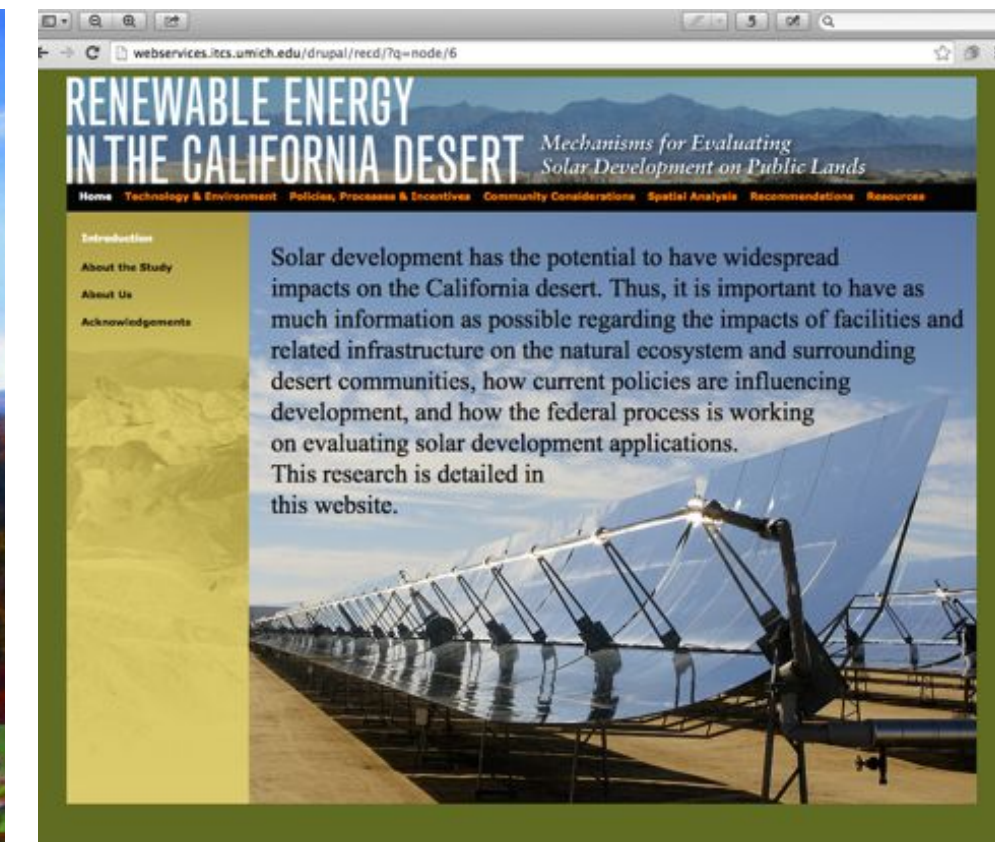 5
webservices.itcs.umich.edu/drupal/recd/?q=node/6
RENEWABLE ENERGY
IN THE CALIFORNIA DESERT
Mechanisms for Evaluating
Solar Development on Public Lands
Home Technology & Environment Policies, Processes & Incentives Community Considerations Spatial Analysis Recommendations Resources
Introduction
About the Study
About Us
Acknowledgements
Solar development has the potential to have widespread
impacts on the California desert. Thus, it is important to have as
much information as possible regarding the impacts of facilities and
related infrastructure on the natural ecosystem and surrounding
desert communities, how current policies are influencing
development, and how the federal process is working
on evaluating solar development applications.
This research is detailed in
this website.